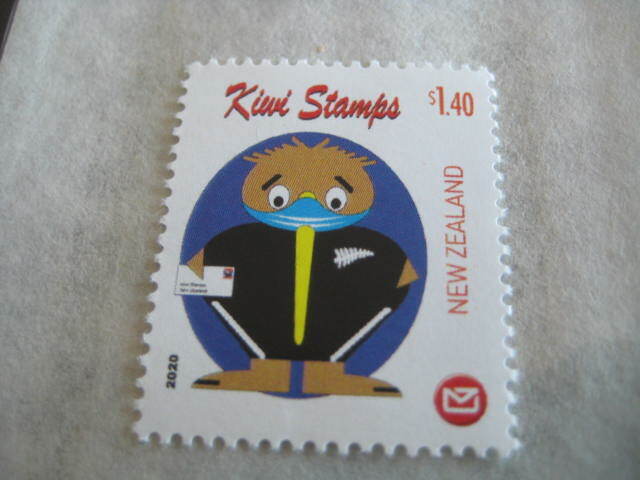 Kiwi Stamps
$1.40
NEW ZEALAND
2020